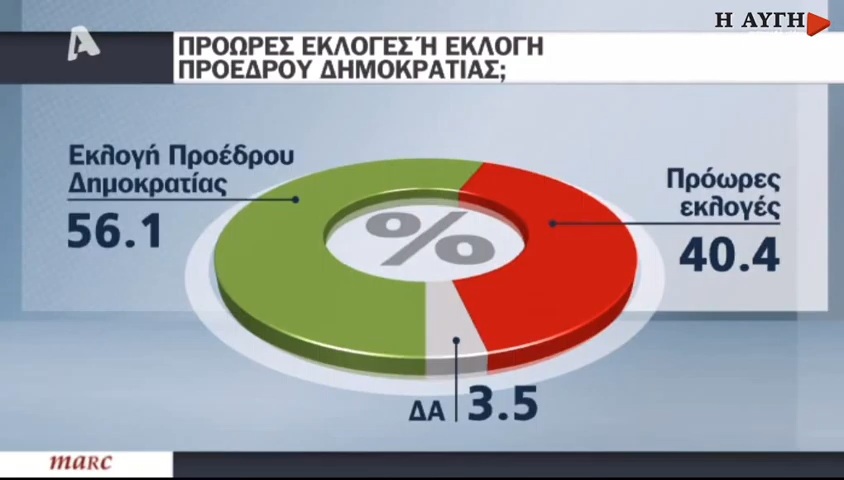 Η ΑΥΓΗ
ΠΡΟΩΡΕΣ ΕΚΛΟΓΕΣ Ή ΕΚΛΟΓΗ
ΠΡΟΕΔΡΟΥ ΔΗΜΟΚΡΑΤΙΑΣ;
Εκλογή Προέδρου
Δημοκρατίας
56.1
%
Πρόωρες
εκλογές
40.4
ΔΑ 3.5
marc